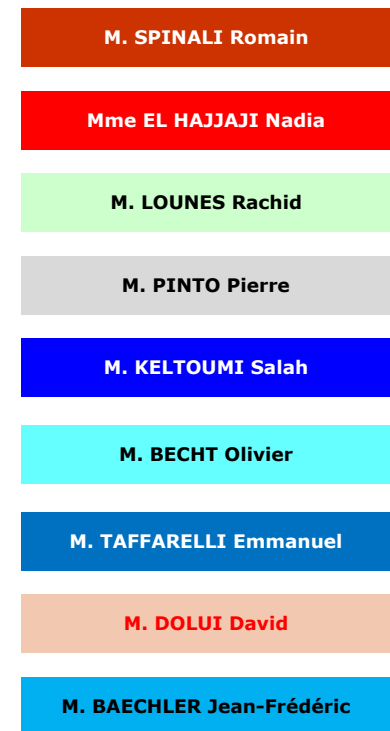 M. SPINALI Romain
Mme EL HAJJAJI Nadia
M. LOUNES Rachid
M. PINTO Pierre
M. KELTOUMI Salah
M. BECHT Olivier
M. TAFFARELLI Emmanuel
M. DOLUI David
M. BAECHLER Jean-Frédéric